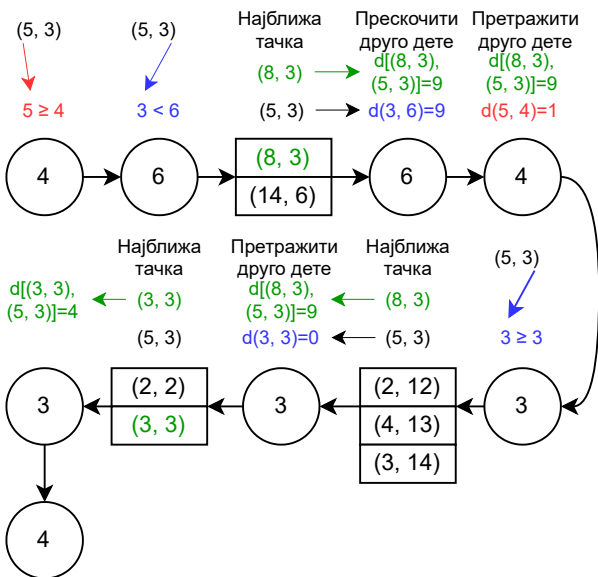 (5, 3)
(5, 3)
Најближа
тачка
Прескочити
друго дете
Претражити
друго дете
5 ≥ 4
3 < 6
(8, 3)
d[(8, 3),
(5, 3)]=9
d[(8, 3),
(5, 3)]=9
(5, 3)
d(3, 6)=9
d(5, 4)=1
4
6
(8, 3)
(14, 6)
6
4
Најближа
тачка
Претражити
друго дете
Најближа
тачка
(5, 3)
d[(3, 3),
(5, 3)]=4
(3, 3)
d[(8, 3),
(5, 3)]=9
(8, 3)
(5, 3)
d(3, 3)=0
(5, 3)
3 ≥ 3
3
(2, 2)
(3, 3)
3
(2, 12)
(4, 13)
(3, 14)
3
4